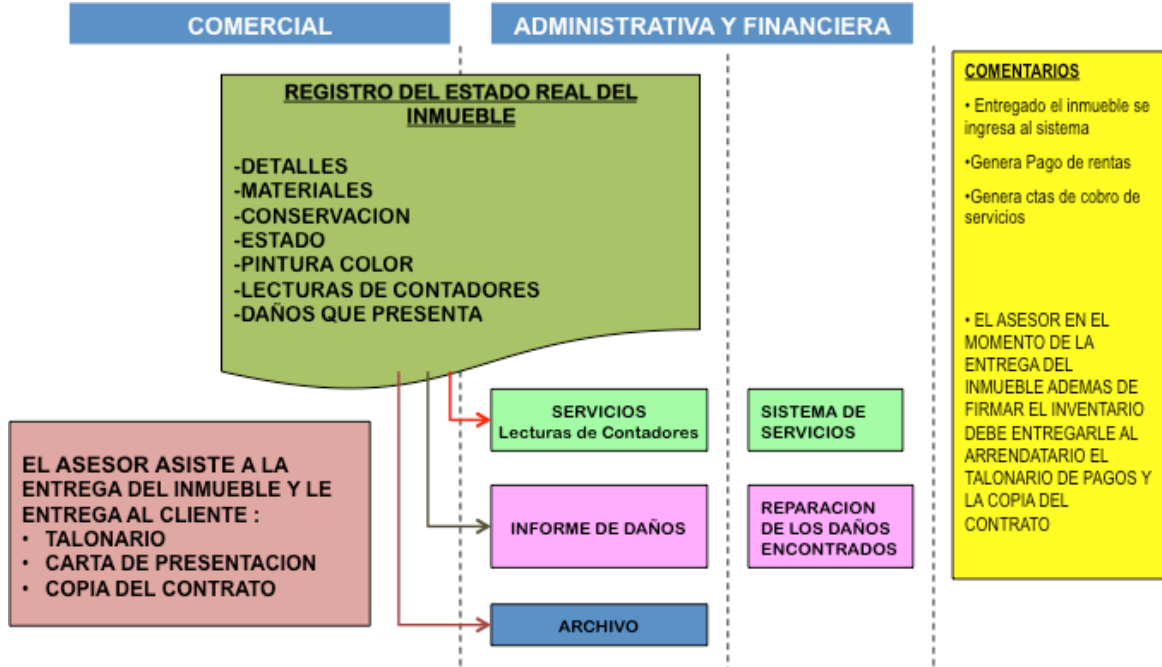 COMERCIAL
ADMINISTRATIVA Y FINANCIERA
REGISTRO DEL ESTADO REAL DEL
INMUEBLE
-DETALLES
-MATERIALES
-CONSERVACION
-ESTADO
-PINTURA COLOR
-LECTURAS DE CONTADORES
-DAÑOS QUE PRESENTA
SERVICIOS
Lecturas de Contadores
SISTEMA DE
SERVICIOS
INFORME DE DAÑOS
REPARACION
DE LOS DAÑOS
ENCONTRADOS
ARCHIVO
EL ASESOR ASISTE A LA
ENTREGA DEL INMUEBLE Y LE
ENTREGA AL CLIENTE :
• TALONARIO
• CARTA DE PRESENTACION
• COPIA DEL CONTRATO
COMENTARIOS
• Entregado el inmueble se
ingresa al sistema
•Genera Pago de rentas
•Genera ctas de cobro de
servicios
• EL ASESOR EN EL
MOMENTO DE LA
ENTREGA DEL
INMUEBLE ADEMAS DE
FIRMAR EL INVENTARIO
DEBE ENTREGARLE AL
ARRENDATARIO EL
TALONARIO DE PAGOS Y
LA COPIA DEL
CONTRATO